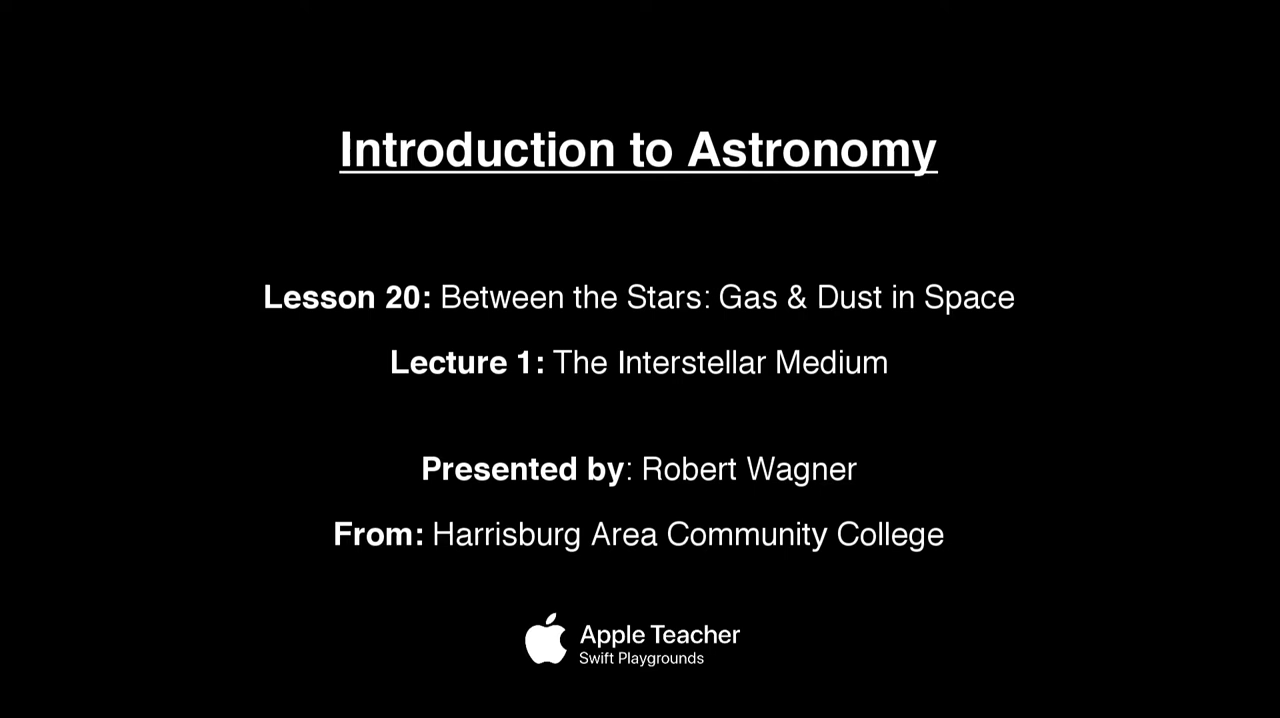 Introduction to Astronomy
Lesson 20: Between the Stars: Gas & Dust in Space
Lecture 1: The Interstellar Medium
Presented by: Robert Wagner
From: Harrisburg Area Community College
Apple Teacher
Swift Playgrounds